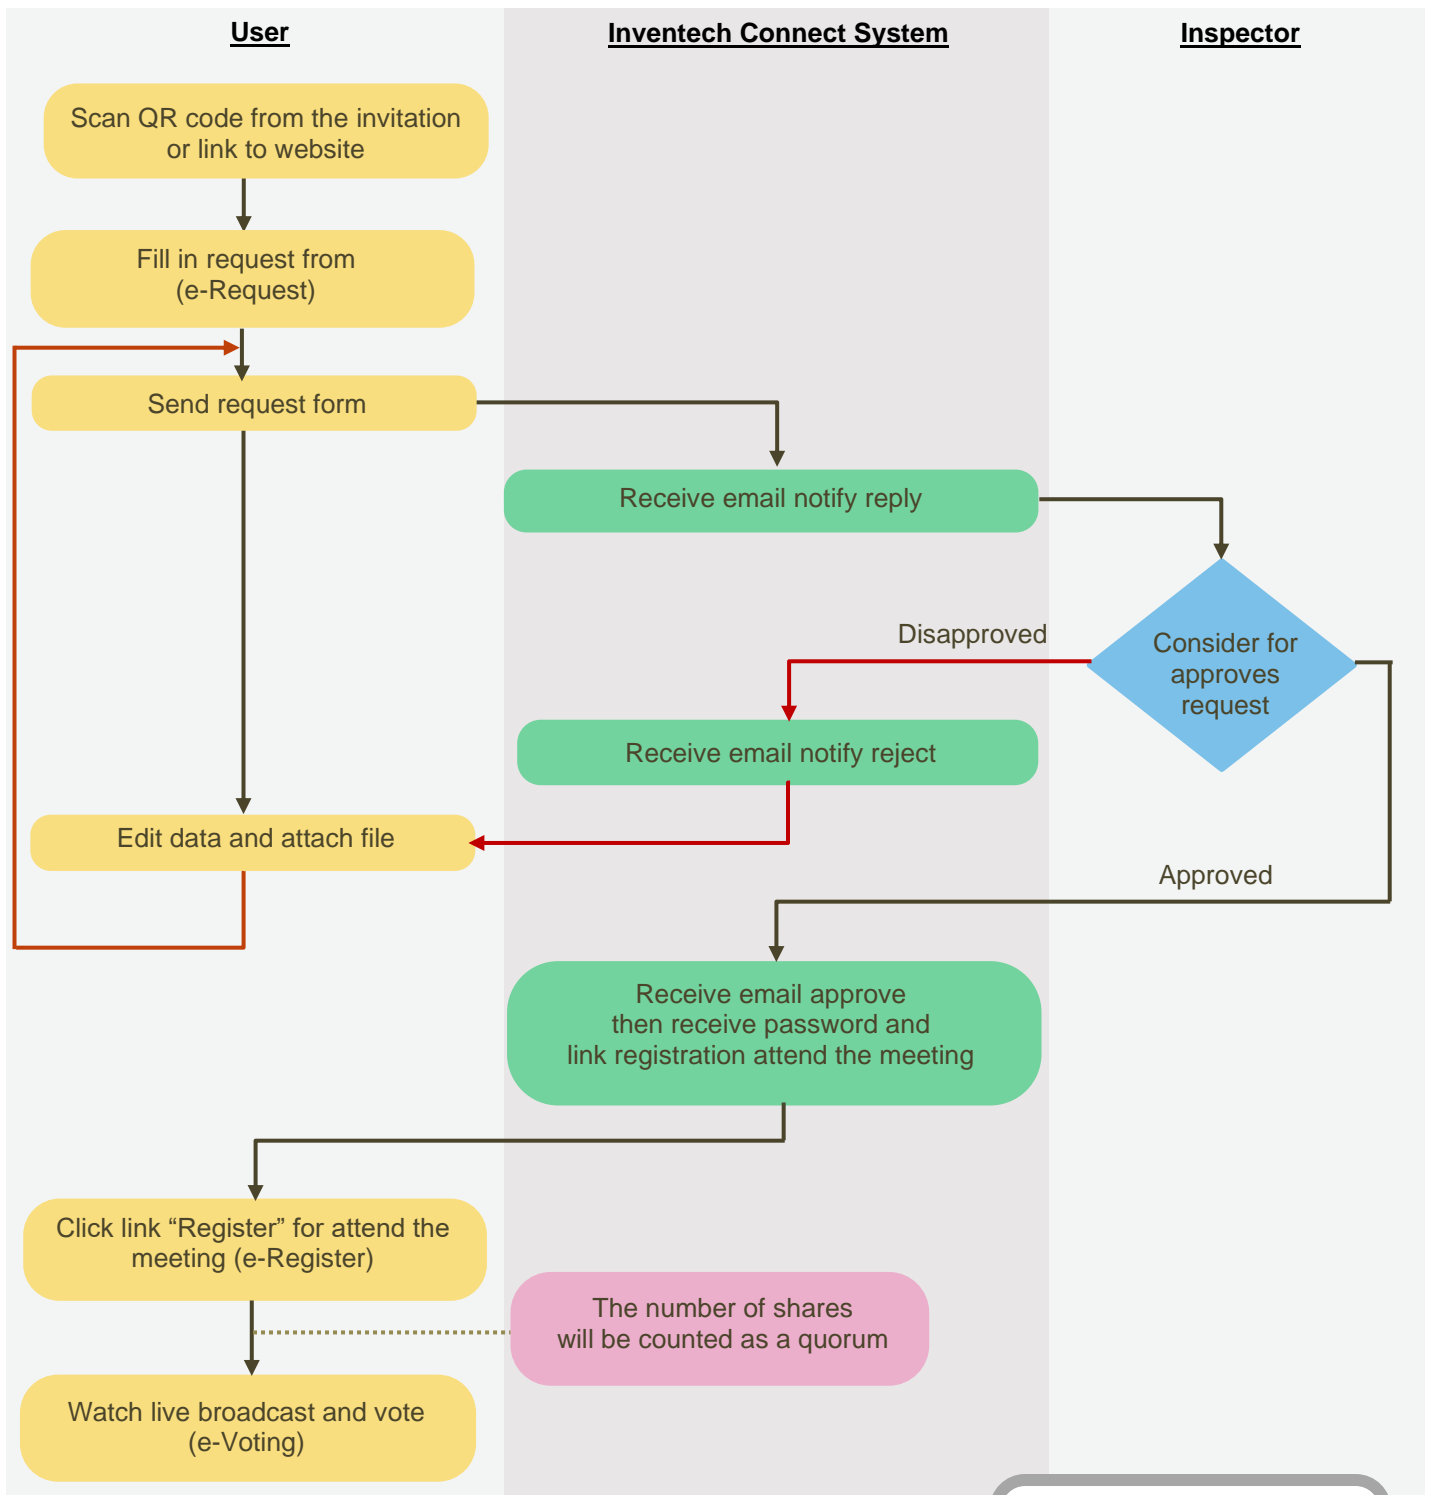 User
Inventech Connect System
Inspector
Scan QR code from the invitation
or link to website
Fill in request from
(e-Request)
Send request form
Receive email notify reply
Disapproved
Consider for
approves
request
Receive email notify reject
Edit data and attach file
Approved
Receive email approve
then receive password and
link registration attend the meeting
Click link “Register” for attend the
meeting (e-Register)
The number of shares
will be counted as a quorum
Watch live broadcast and vote
(e-Voting)